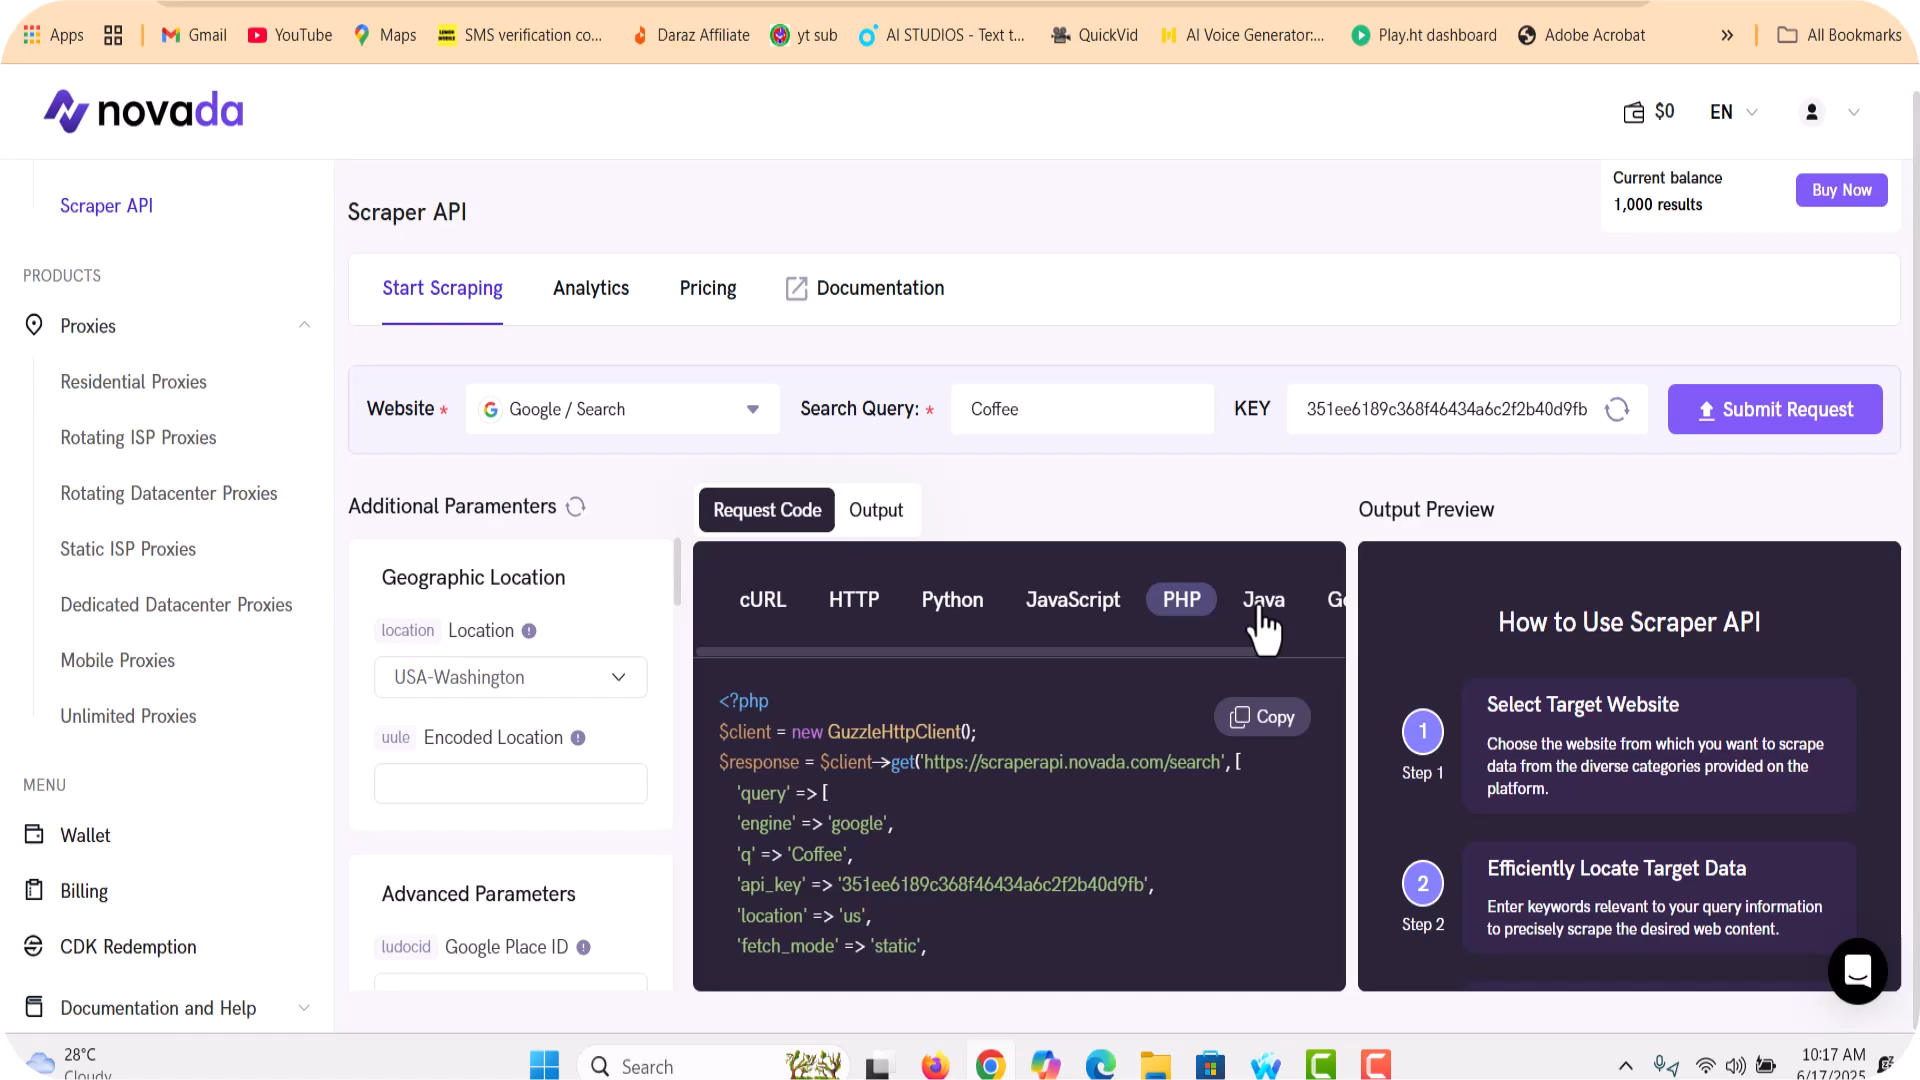 Apps
Gmail
YouTube
Maps
SMS verification co...
Daraz Affiliate
yt sub
AI STUDIOS - Text t...
QuickVid
AI Voice Generator:...
Play.ht dashboard
Adobe Acrobat
All Bookmarks
novada
$0
EN
Scraper API
PRODUCTS
Proxies
Residential Proxies
Rotating ISP Proxies
Rotating Datacenter Proxies
Static ISP Proxies
Dedicated Datacenter Proxies
Mobile Proxies
Unlimited Proxies
MENU
Wallet
Billing
CDK Redemption
Documentation and Help
Scraper API
Current balance
1,000 results
Buy Now
Start Scraping
Analytics
Pricing
Documentation
Website *
Google / Search
Search Query: *
Coffee
KEY
351ee6189c368f46434a6c2f2b40d9fb
Submit Request
Additional Paramenters
Geographic Location
location Location
USA-Washington
uule Encoded Location
Advanced Parameters
ludocid Google Place ID
Request Code
Output
cURL
HTTP
Python
JavaScript
PHP
Java
Go
<?php
Copy
$client = new GuzzleHttpClient();
$response = $client->get('https://scraperapi.novada.com/search', [
'query' => [
'engine' => 'google',
'q' => 'Coffee',
'api_key' => '351ee6189c368f46434a6c2f2b40d9fb',
'location' => 'us',
'fetch_mode' => 'static',
Output Preview
How to Use Scraper API
1
Step 1
Select Target Website
Choose the website from which you want to scrape
data from the diverse categories provided on the
platform.
2
Step 2
Efficiently Locate Target Data
Enter keywords relevant to your query information
to precisely scrape the desired web content.
28°C
Cloudy
Search
10:17 AM
6/17/2025